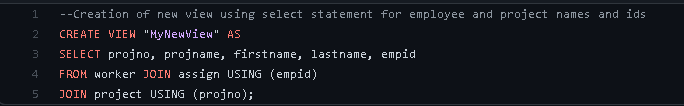 1 --Creation of new view using select statement for employee and project names and ids
2 CREATE VIEW "MyNewView" AS
3 SELECT projno, projname, firstname, lastname, empid
4 FROM worker JOIN assign USING (empid)
5 JOIN project USING (projno);